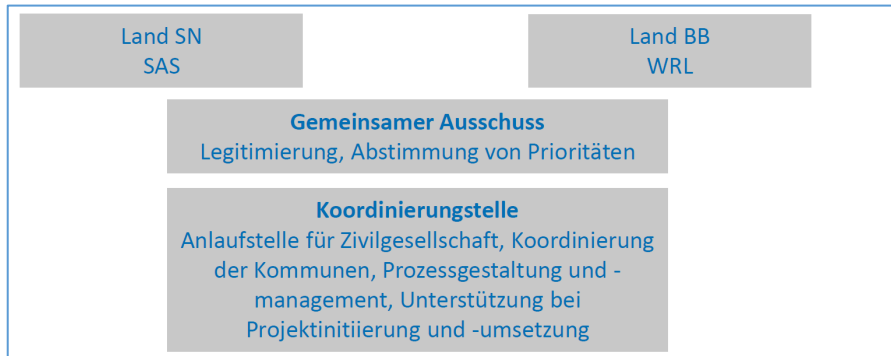 Land SN
SAS
Land BB
WRL
Gemeinsamer Ausschuss
Legitimierung, Abstimmung von Prioritäten
Koordinierungstelle
Anlaufstelle für Zivilgesellschaft, Koordinierung
der Kommunen, Prozessgestaltung und -
management, Unterstützung bei
Projektinitiierung und -umsetzung